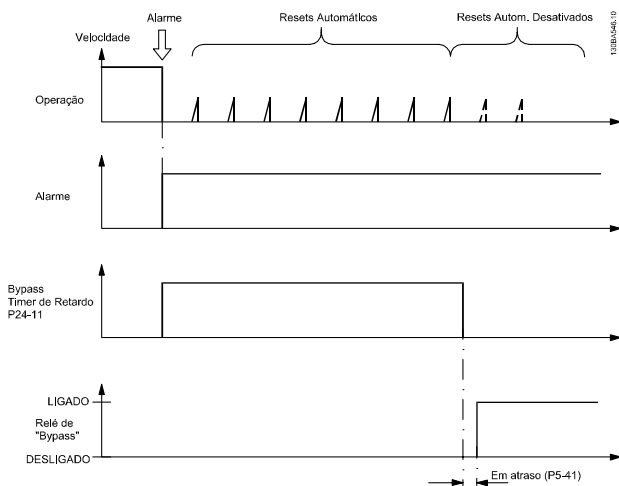 Alarme
Resets Automátícos
Resets Autom. Desativados
130BA546.10
Velocidade
Operação
Alarme
Bypass
Timer de Retardo
P24-11
LIGADO
Relé de
"Bypass"
DESLIGADO
Em atraso (P5-41)